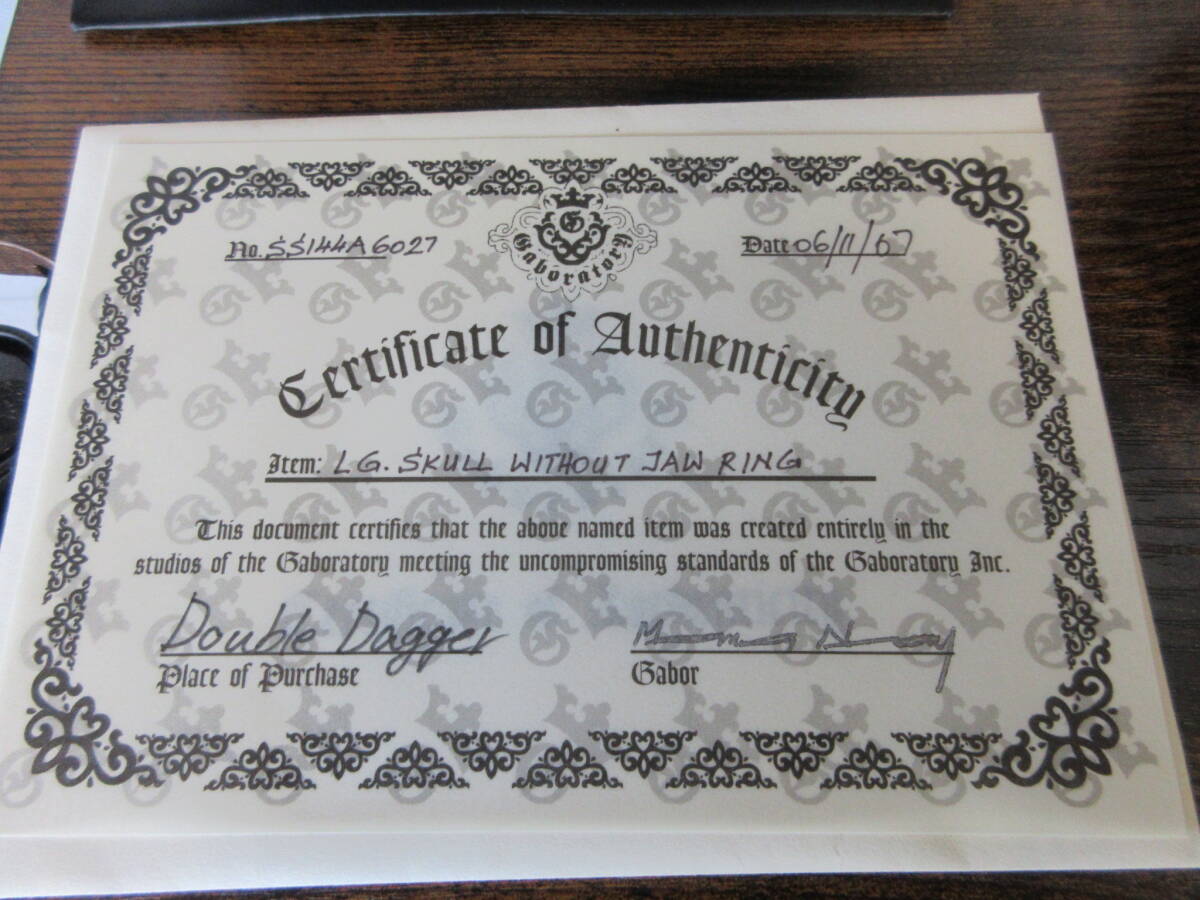 No. SS144A6027
G
Gaboratory
Date 06/11/07
Certificate of Authenticity
Item: LG. SKULL WITHOUT JAW RING
This document certifies that the above named item was created entirely in the
studios of the Gaboratory meeting the uncompromising standards of the Gaboratory Inc.
Double Dagger
Place of Purchase
Gabor